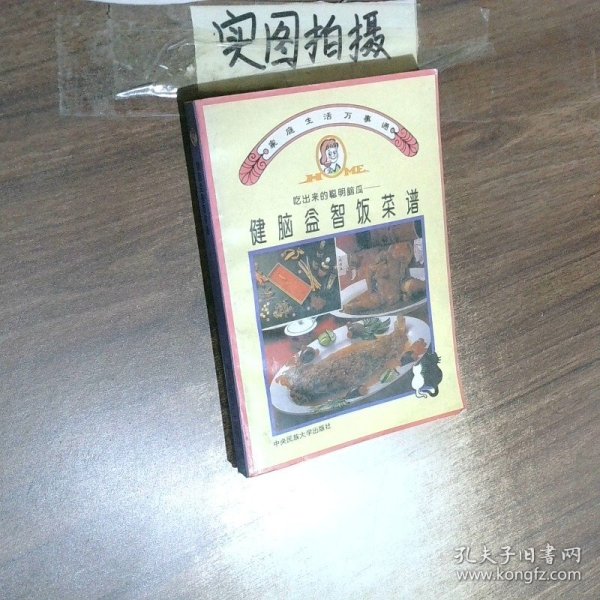 实图拍摄
家庭生活万事通
HOME
吃出来的聪明脑瓜——
健脑益智饭菜谱
中央民族大学出版社
孔夫子旧书网
www.kongfz.com